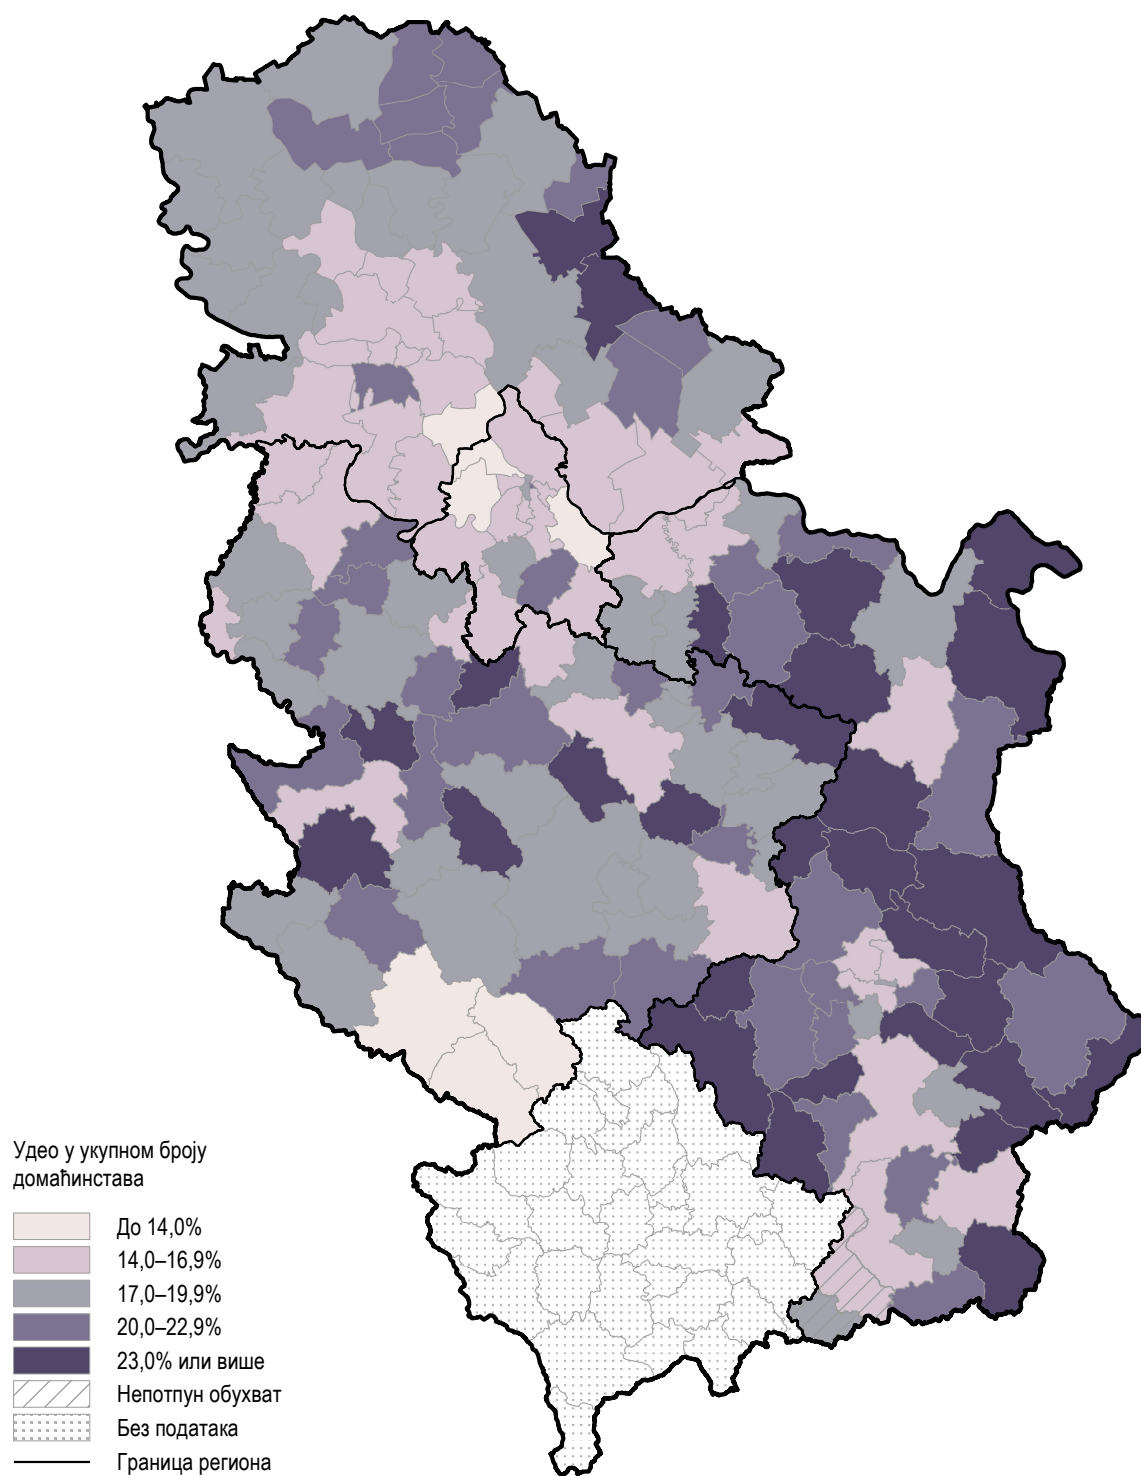 Удео у укупном броју
домаћинстава
До 14,0%
14,0–16,9%
17,0–19,9%
20,0–22,9%
23,0% или више
Непотпун обухват
Без података
Граница региона